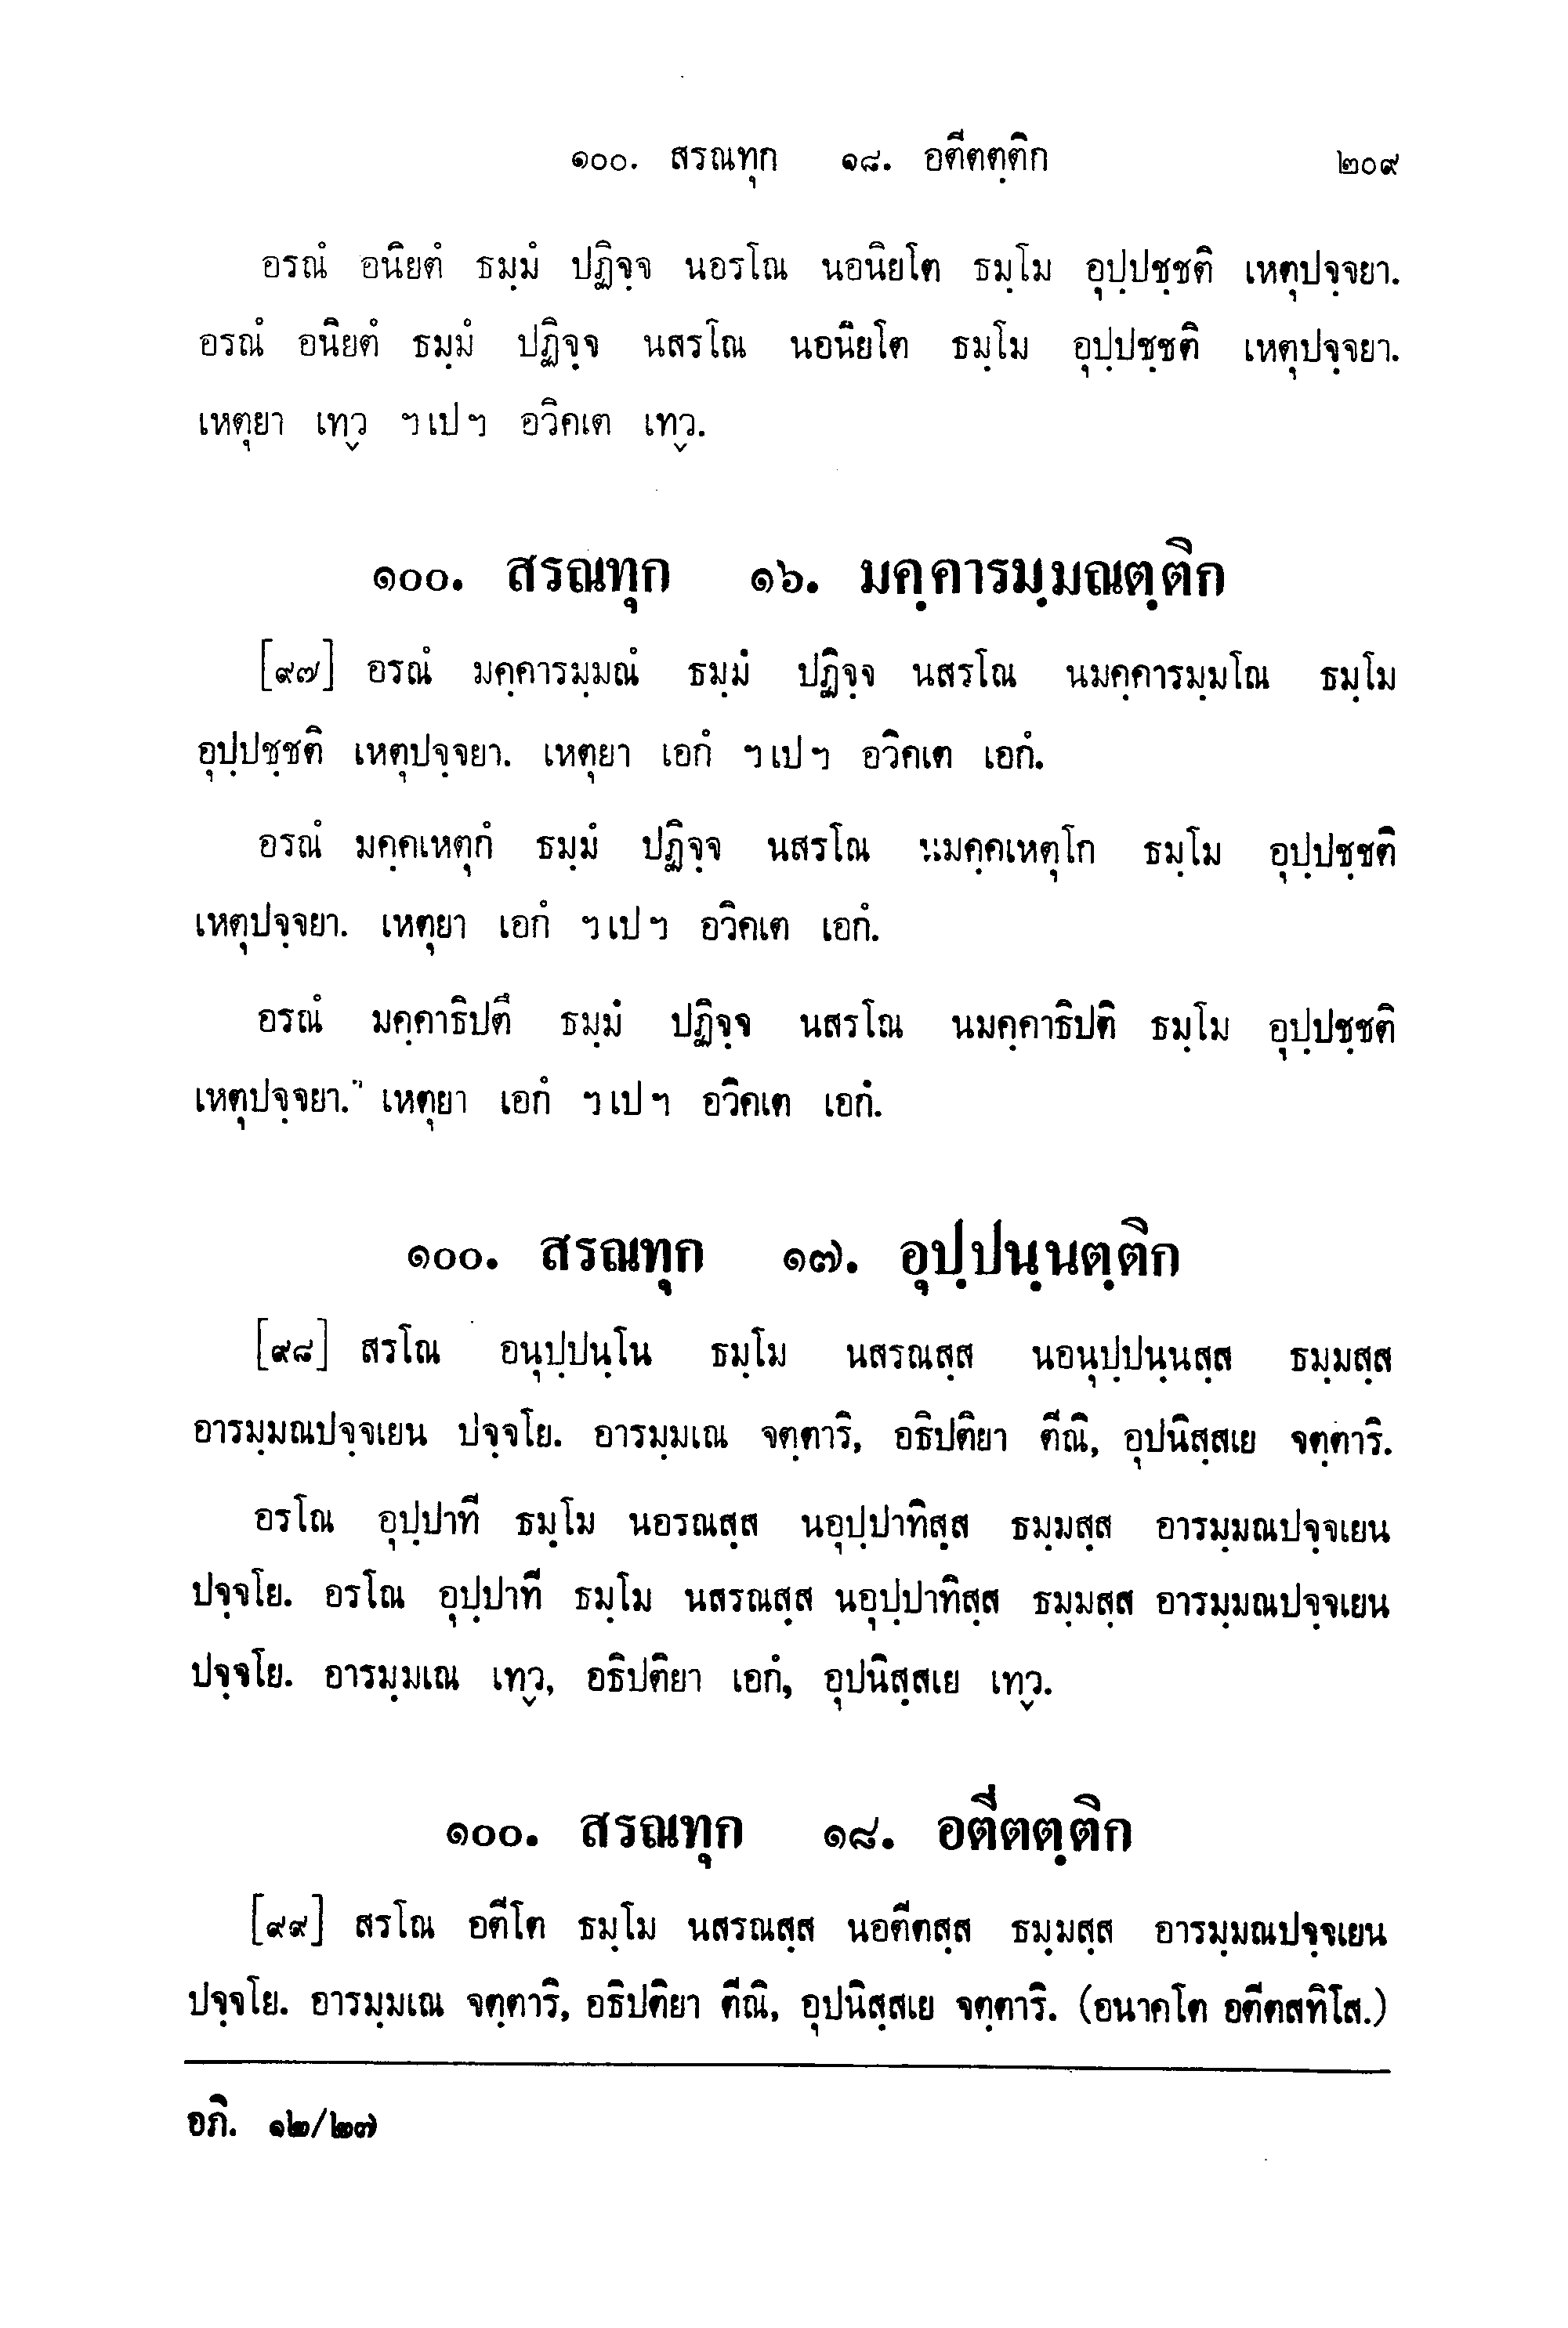 ๑๐๐. สรณทุก ๑๘. อตีตตฺติก ๒๐๙
อรณํ อนิยตํ ธมฺมํ ปฏิจฺจ นอรโณ นอนิยโต ธมฺโม อุปฺปชฺชติ เหตุปจฺจยา.
อรณํ อนิยตํ ธมฺมํ ปฏิจฺจ นสรโณ นอนิยโต ธมฺโม อุปฺปชฺชติ เหตุปจฺจยา.
เหตุยา เทฺว ฯเปฯ อวิคเต เทฺว.
๑๐๐. สรณทุก ๑๖. มคฺคารมฺมณตฺติก
[๙๗] อรณํ มคฺคารมฺมณํ ธมฺมํ ปฏิจฺจ นสรโณ นมคฺคารมฺมโณ ธมฺโม
อุปฺปชฺชติ เหตุปจฺจยา. เหตุยา เอกํ ฯเปฯ อวิคเต เอกํ.
อรณํ มคฺคเหตุกํ ธมฺมํ ปฏิจฺจ นสรโณ นมคฺคเหตุโก ธมฺโม อุปฺปชฺชติ
เหตุปจฺจยา. เหตุยา เอกํ ฯเปฯ อวิคเต เอกํ.
อรณํ มคฺคาธิปตึ ธมฺมํ ปฏิจฺจ นสรโณ นมคฺคาธิปติ ธมฺโม อุปฺปชฺชติ
เหตุปจฺจยา. เหตุยา เอกํ ฯเปฯ อวิคเต เอกํ.
๑๐๐. สรณทุก ๑๗. อุปฺปนฺนตฺติก
[๙๘] สรโณ อนุปฺปนฺโน ธมฺโม นสรณสฺส นอนุปฺปนฺนสฺส ธมฺมสฺส
อารมฺมณปจฺจเยน ปจฺจโย. อารมฺมเณ จตฺตาริ, อธิปติยา ตีณิ, อุปนิสฺสเย จตฺตาริ.
อรโณ อุปฺปาที ธมฺโม นอรณสฺส นอุปฺปาทิสฺส ธมฺมสฺส อารมฺมณปจฺจเยน
ปจฺจโย. อรโณ อุปฺปาที ธมฺโม นสรณสฺส นอุปฺปาทิสฺส ธมฺมสฺส อารมฺมณปจฺจเยน
ปจฺจโย. อารมฺมเณ เทฺว, อธิปติยา เอกํ, อุปนิสฺสเย เทฺว.
๑๐๐. สรณทุก ๑๘. อตีตตฺติก
[๙๙] สรโณ อตีโต ธมฺโม นสรณสฺส นอตีตสฺส ธมฺมสฺส อารมฺมณปจฺจเยน
ปจฺจโย. อารมฺมเณ จตฺตาริ, อธิปติยา ตีณิ, อุปนิสฺสเย จตฺตาริ. (อนาคโต อตีตสทิโส.)
อภิ. ๑๒/๒๗